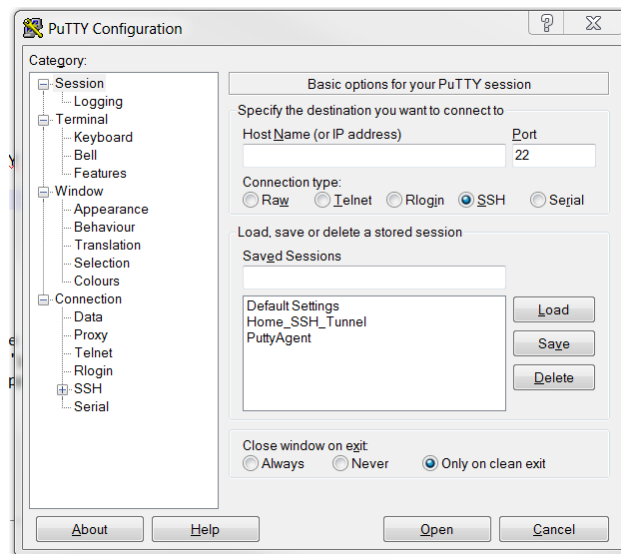 PuTTY Configuration
Category:
Session
Logging
Terminal
Keyboard
Bell
Features
Window
Appearance
Behaviour
Translation
Selection
Colours
Connection
Data
Proxy
Telnet
Rlogin
SSH
Serial
Basic options for your PuTTY session
Specify the destination you want to connect to
Host Name (or IP address) Port
22
Connection type:
Raw Telnet Rlogin SSH Serial
Load, save or delete a stored session
Saved Sessions
Default Settings
Home_SSH_Tunnel
PuttyAgent
Load
Save
Delete
Close window on exit:
Always Never Only on clean exit
About Help Open Cancel